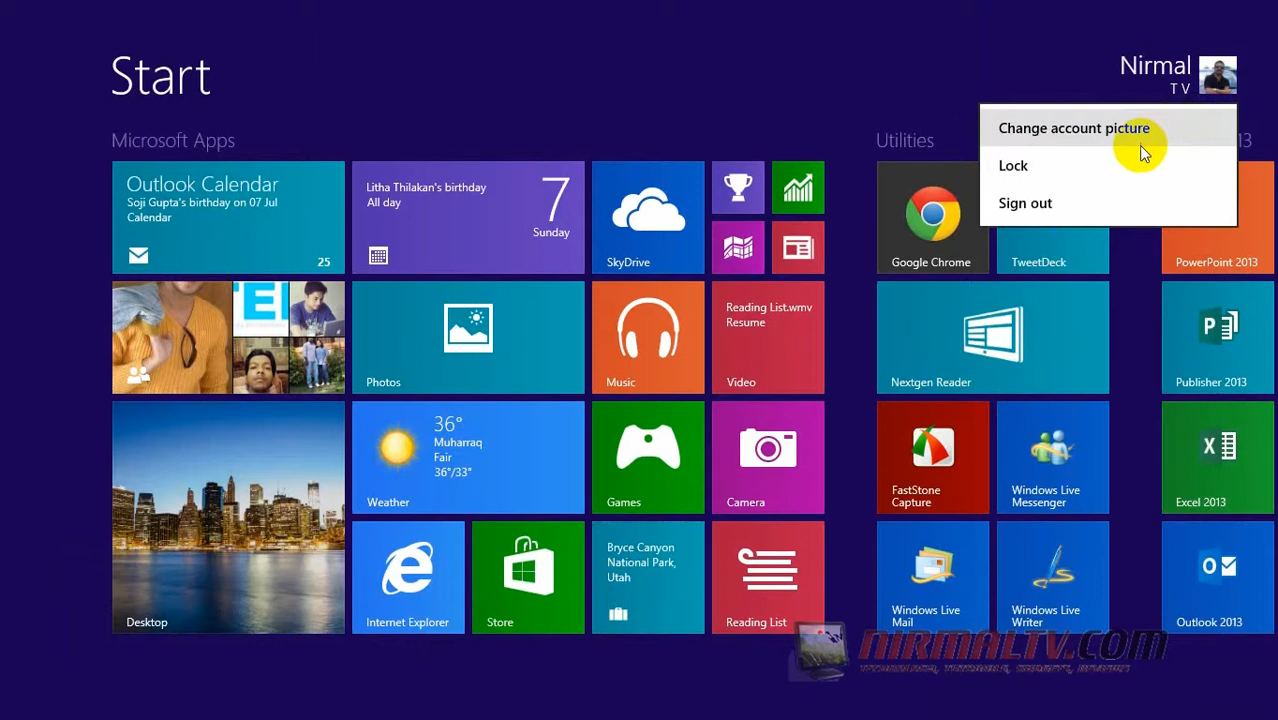 Start
Nirmal
TV
Change account picture
Lock
Sign out
Microsoft Apps
Utilities
13
Outlook Calendar
Soji Gupta's birthday on 07 Jul
Calendar
25
Litha Thilakan's birthday
All day
7
Sunday
SkyDrive
Google Chrome
TweetDeck
PowerPoint 2013
Photos
Music
Reading List.wmv
Resume
Video
Nextgen Reader
P
Publisher 2013
Desktop
36°
Muharraq
Fair
36°/33°
Weather
Games
Camera
FastStone
Capture
Windows Live
Messenger
X
Excel 2013
Internet Explorer
Store
Bryce Canyon
National Park,
Utah
Reading List
Windows Live
Mail
Windows Live
Writer
O
Outlook 2013
NIRMALTV.COM